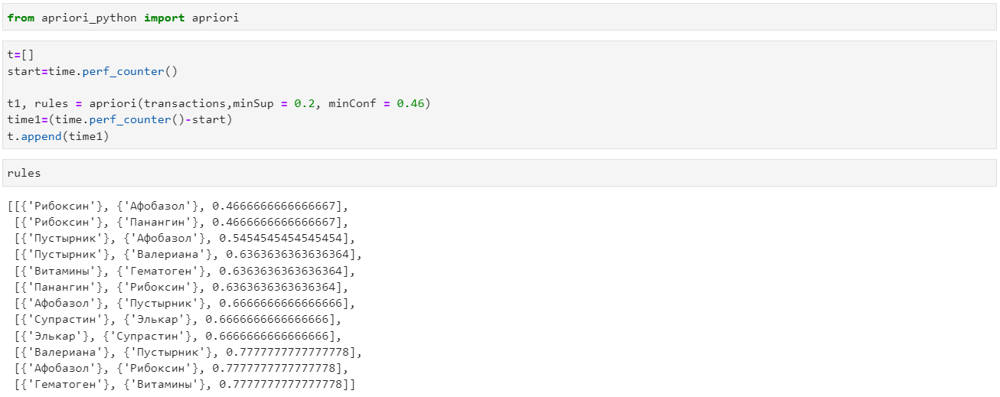 from apriori_python import apriori
t=[]
start=time.perf_counter()
t1, rules = apriori(transactions,minSup = 0.2, minConf = 0.46)
time1=(time.perf_counter()-start)
t.append(time1)
rules
[[{'Рибоксин'}, {'Афобазол'}, 0.4666666666666667],
[{'Рибоксин'}, {'Панангин'}, 0.4666666666666667],
[{'Пустырник'}, {'Афобазол'}, 0.5454545454545454],
[{'Пустырник'}, {'Валериана'}, 0.6363636363636364],
[{'Витамины'}, {'Гематоген'}, 0.6363636363636364],
[{'Панангин'}, {'Рибоксин'}, 0.6363636363636364],
[{'Афобазол'}, {'Пустырник'}, 0.6666666666666666],
[{'Супрастин'}, {'Элькар'}, 0.6666666666666666],
[{'Элькар'}, {'Супрастин'}, 0.6666666666666666],
[{'Валериана'}, {'Пустырник'}, 0.7777777777777778],
[{'Афобазол'}, {'Рибоксин'}, 0.7777777777777778],
[{'Гематоген'}, {'Витамины'}, 0.7777777777777778]]